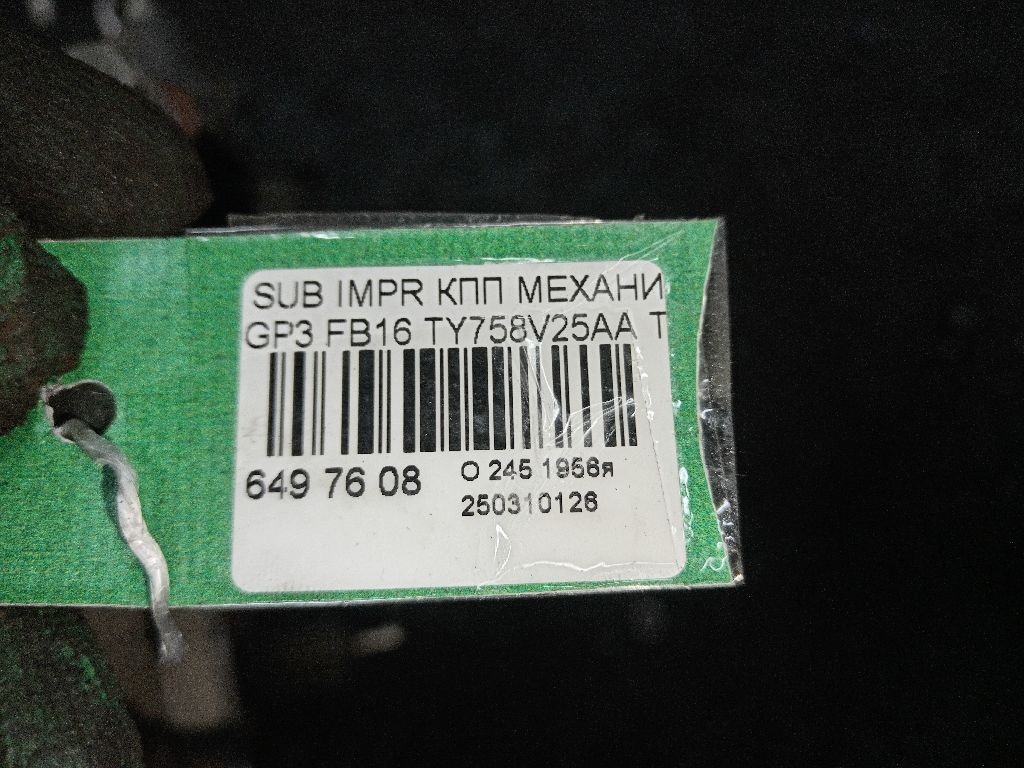 SUB IMPR КПП МЕХАНИ
GP3 FB16 TY758V25AA T
649 76 08
O 245 1956я
250310126